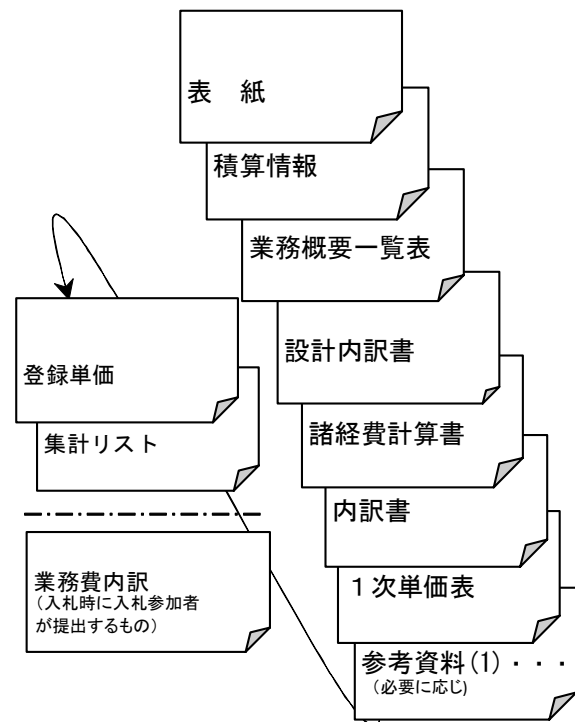 表　紙
積算情報
業務概要一覧表
設計内訳書
諸経費計算書
内訳書
１次単価表
参考資料(1)・・・
（必要に応じ）
登録単価
集計リスト
業務費内訳
（入札時に入札参加者
が提出するもの）